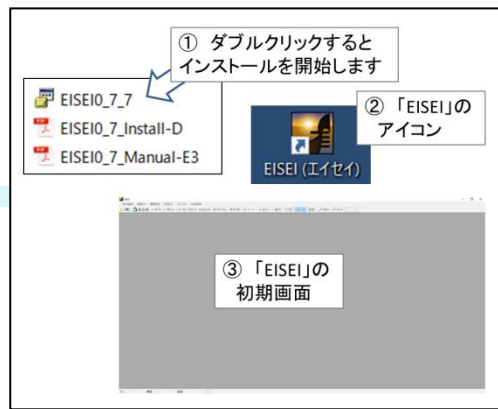 ① ダブルクリックすると
インストールを開始します
EISEI0_7_7
EISEI0_7_Install-D
EISEI0_7_Manual-E3
② 「EISEI」の
アイコン
EISEI (エイセイ)
③ 「EISEI」の
初期画面